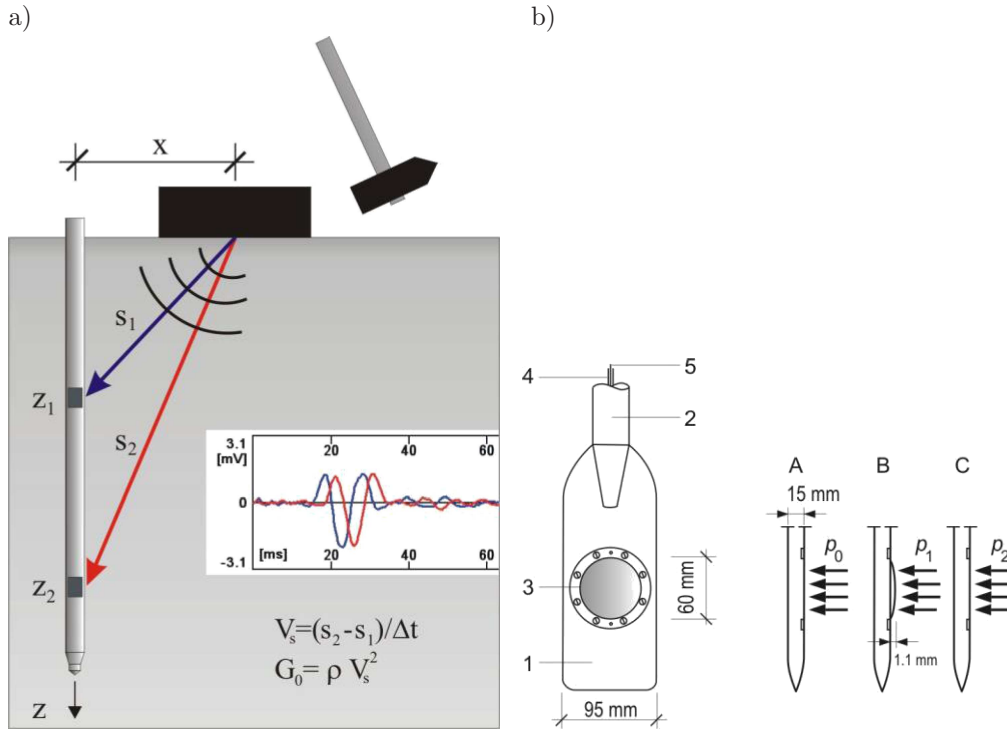 a)
b)
x
s₁
z₁
s₂
z₂
z
3.1
[mV]
0
-3.1
20
40
60
[ms]
20
40
60
Vₛ=(s₂-s₁)/Δt
G₀= ρ Vₛ²
5
4
2
3
1
60 mm
95 mm
A
B
C
15 mm
p₀
p₁
p₂
1.1 mm